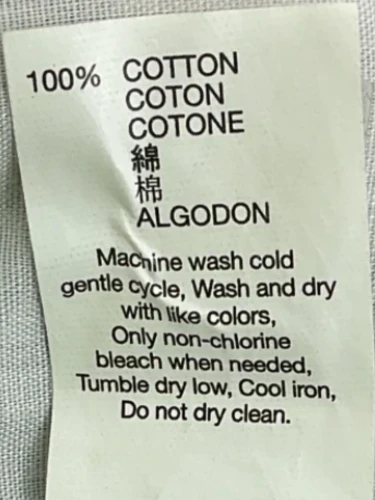 100% COTTON
COTON
COTONE
綿
棉
ALGODON
Machine wash cold
gentle cycle, Wash and dry
with like colors,
Only non-chlorine
bleach when needed,
Tumble dry low, Cool iron,
Do not dry clean.